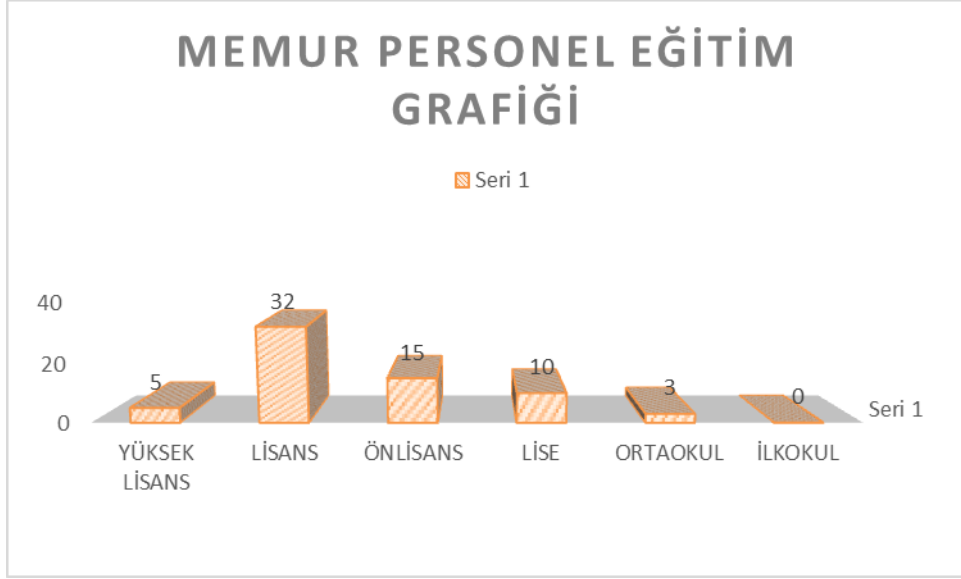 MEMUR PERSONEL EĞİTİM
GRAFİĞİ
Seri 1
40
20
0
5
32
15
10
3
0
Seri 1
YÜKSEK
LİSANS
LİSANS
ÖNLİSANS
LİSE
ORTAOKUL
İLKOKUL